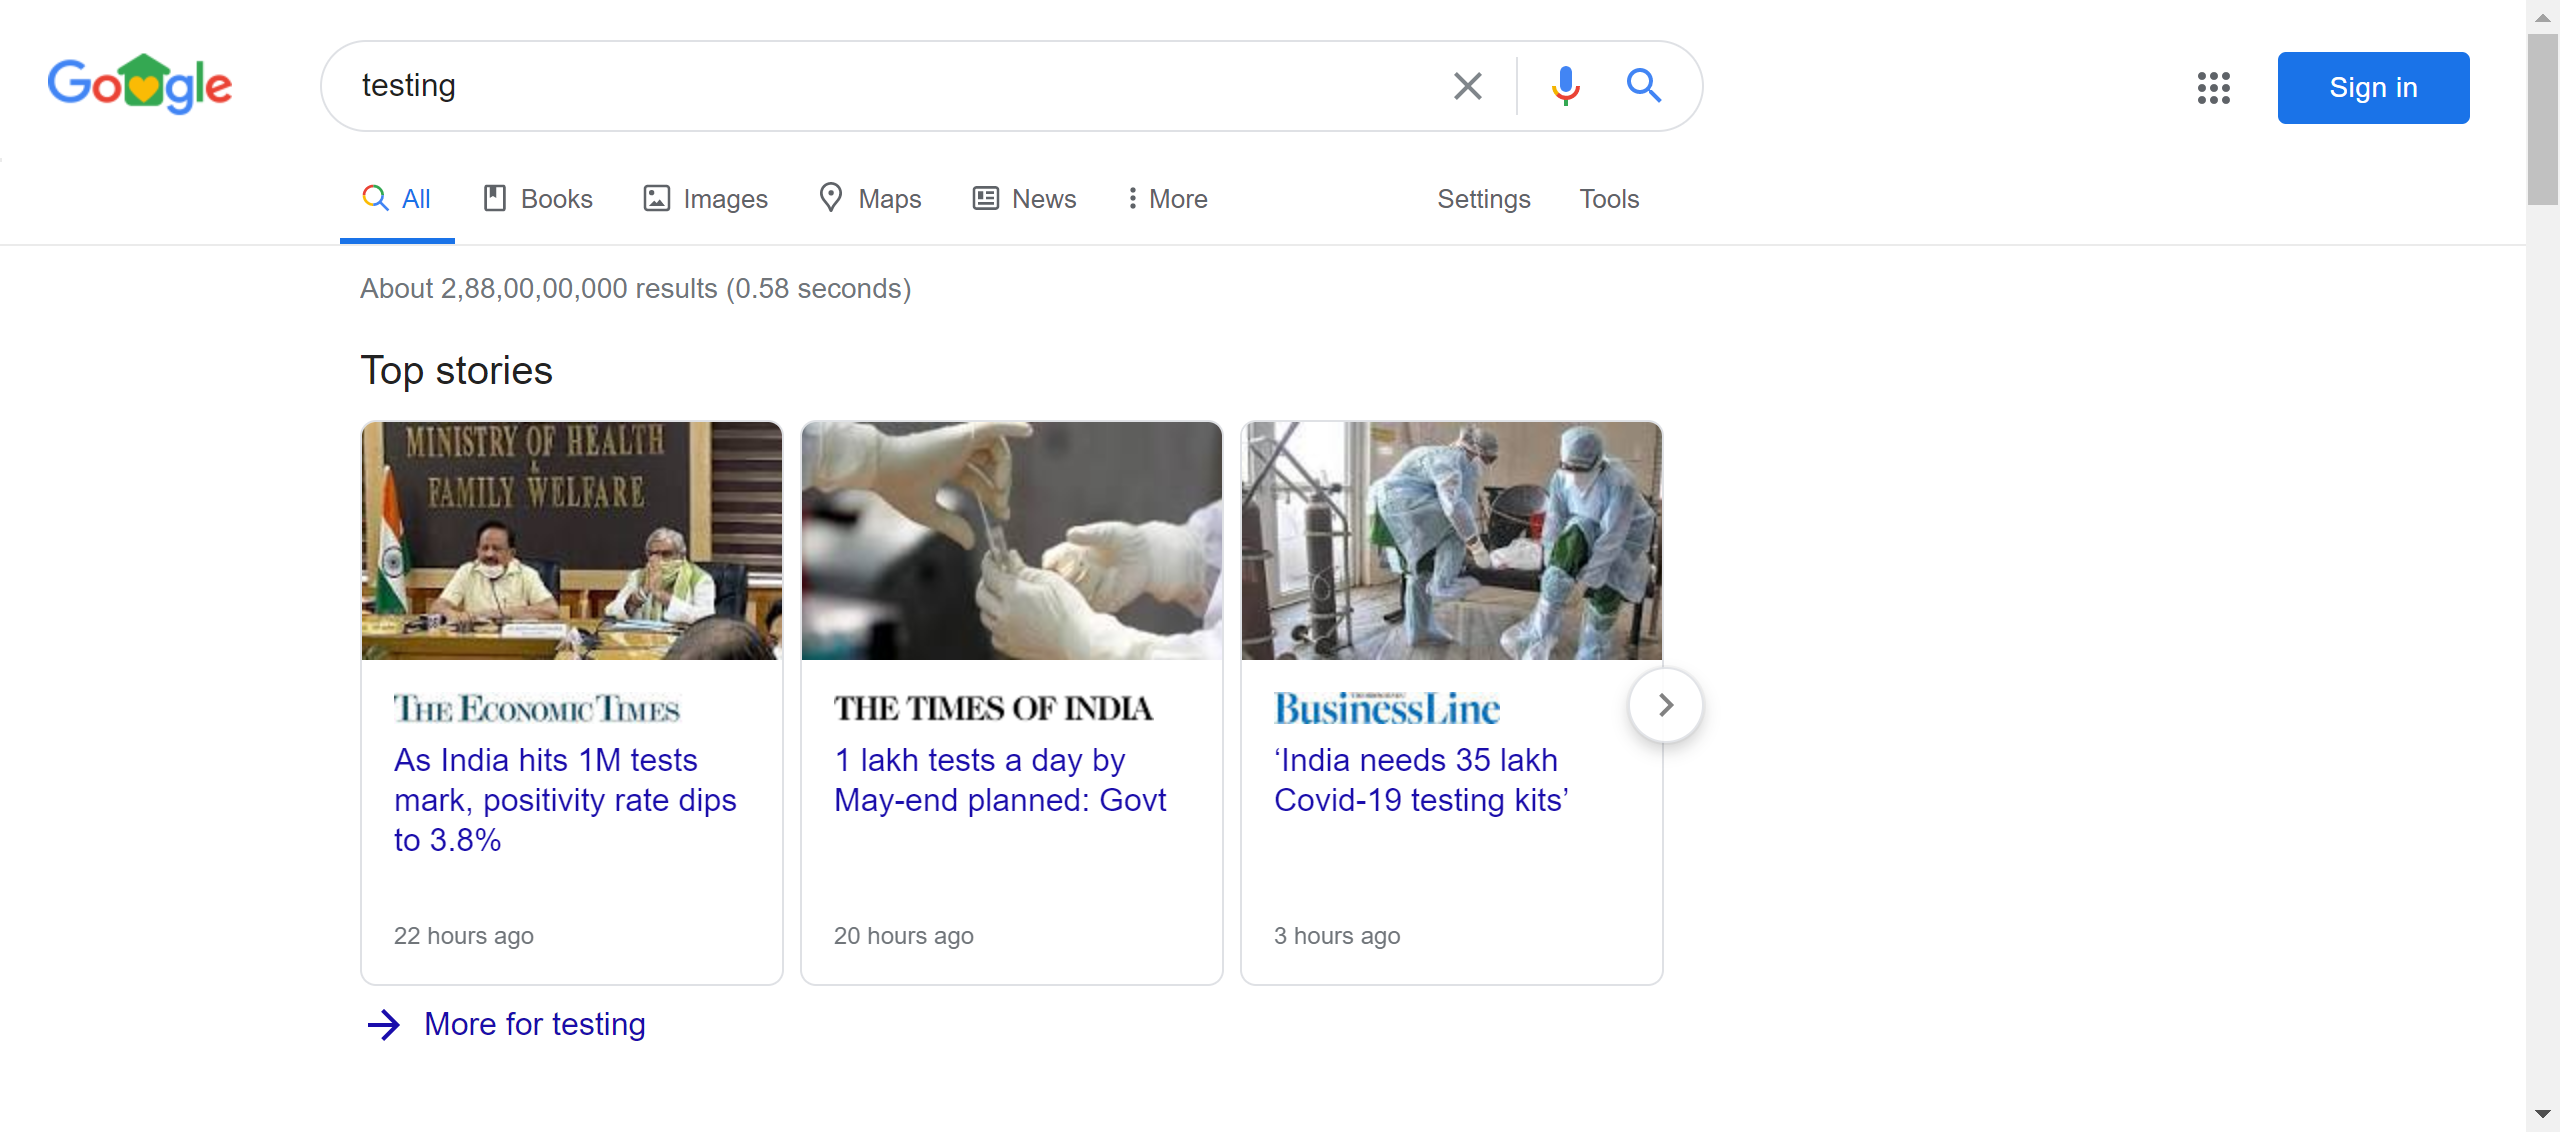 Google
testing
Sign in
All
Books
Images
Maps
News
More
Settings
Tools
About 2,88,00,00,000 results (0.58 seconds)
Top stories
MINISTRY OF HEALTH
&
FAMILY WELFARE
THE ECONOMIC TIMES
As India hits 1M tests
mark, positivity rate dips
to 3.8%
22 hours ago
THE TIMES OF INDIA
1 lakh tests a day by
May-end planned: Govt
20 hours ago
BusinessLine
‘India needs 35 lakh
Covid-19 testing kits’
3 hours ago
More for testing